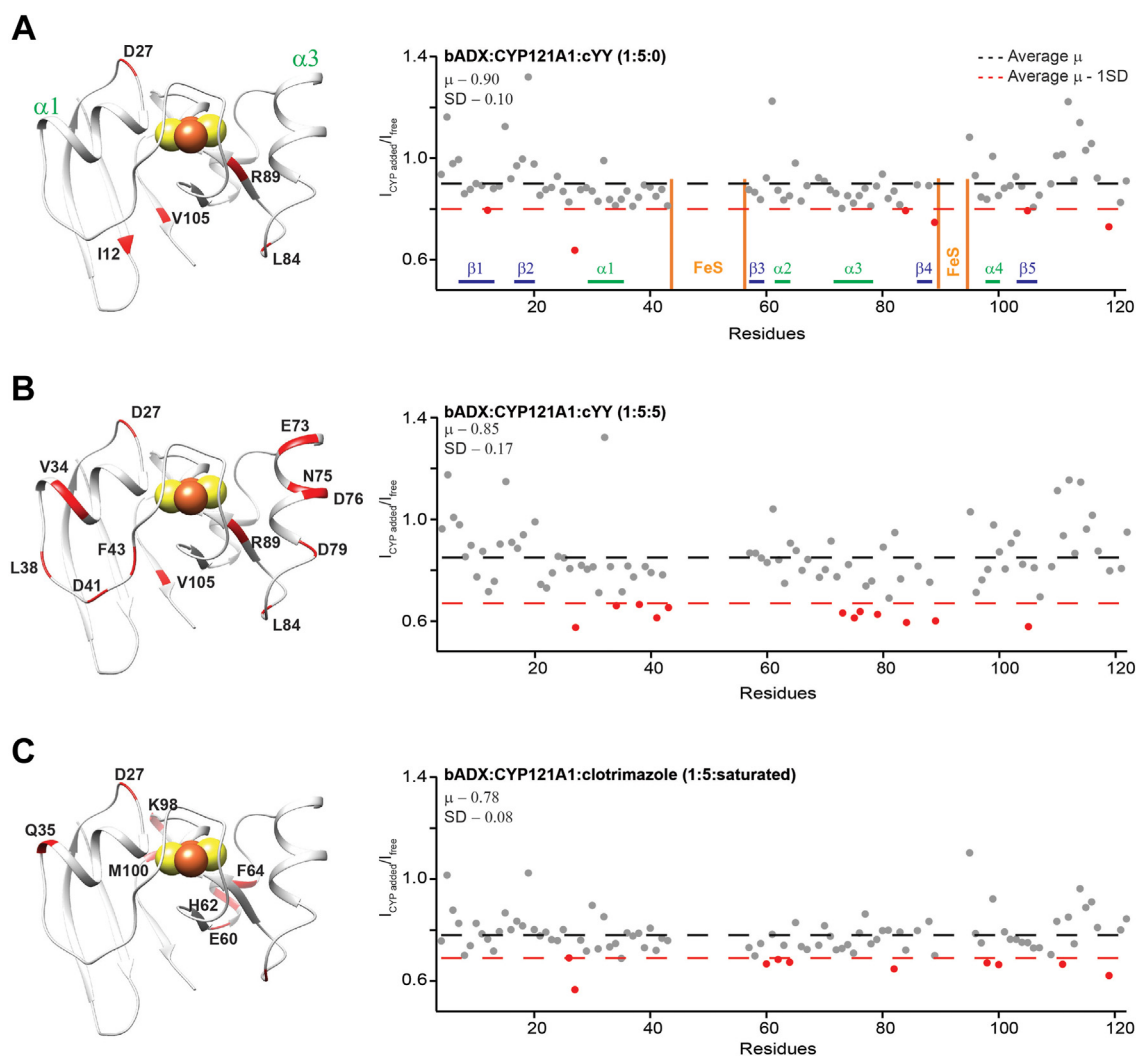 A
D27
α3
α1
R89
V105
I12
L84
bADX:CYP121A1:cYY (1:5:0)
μ – 0.90
SD – 0.10
Average μ
Average μ - 1SD
I CYP added/I free
1.4
1.0
0.6
FeS
FeS
β1
β2
α1
β3
α2
α3
β4
α4
β5
20
40
60
80
100
120
Residues
B
D27
E73
V34
N75
D76
F43
R89
D79
L38
D41
V105
L84
bADX:CYP121A1:cYY (1:5:5)
μ – 0.85
SD – 0.17
I CYP added/I free
1.4
1.0
0.6
20
40
60
80
100
120
Residues
C
D27
K98
Q35
M100
F64
H62
E60
bADX:CYP121A1:clotrimazole (1:5:saturated)
μ – 0.78
SD – 0.08
I CYP added/I free
1.4
1.0
0.6
20
40
60
80
100
120
Residues